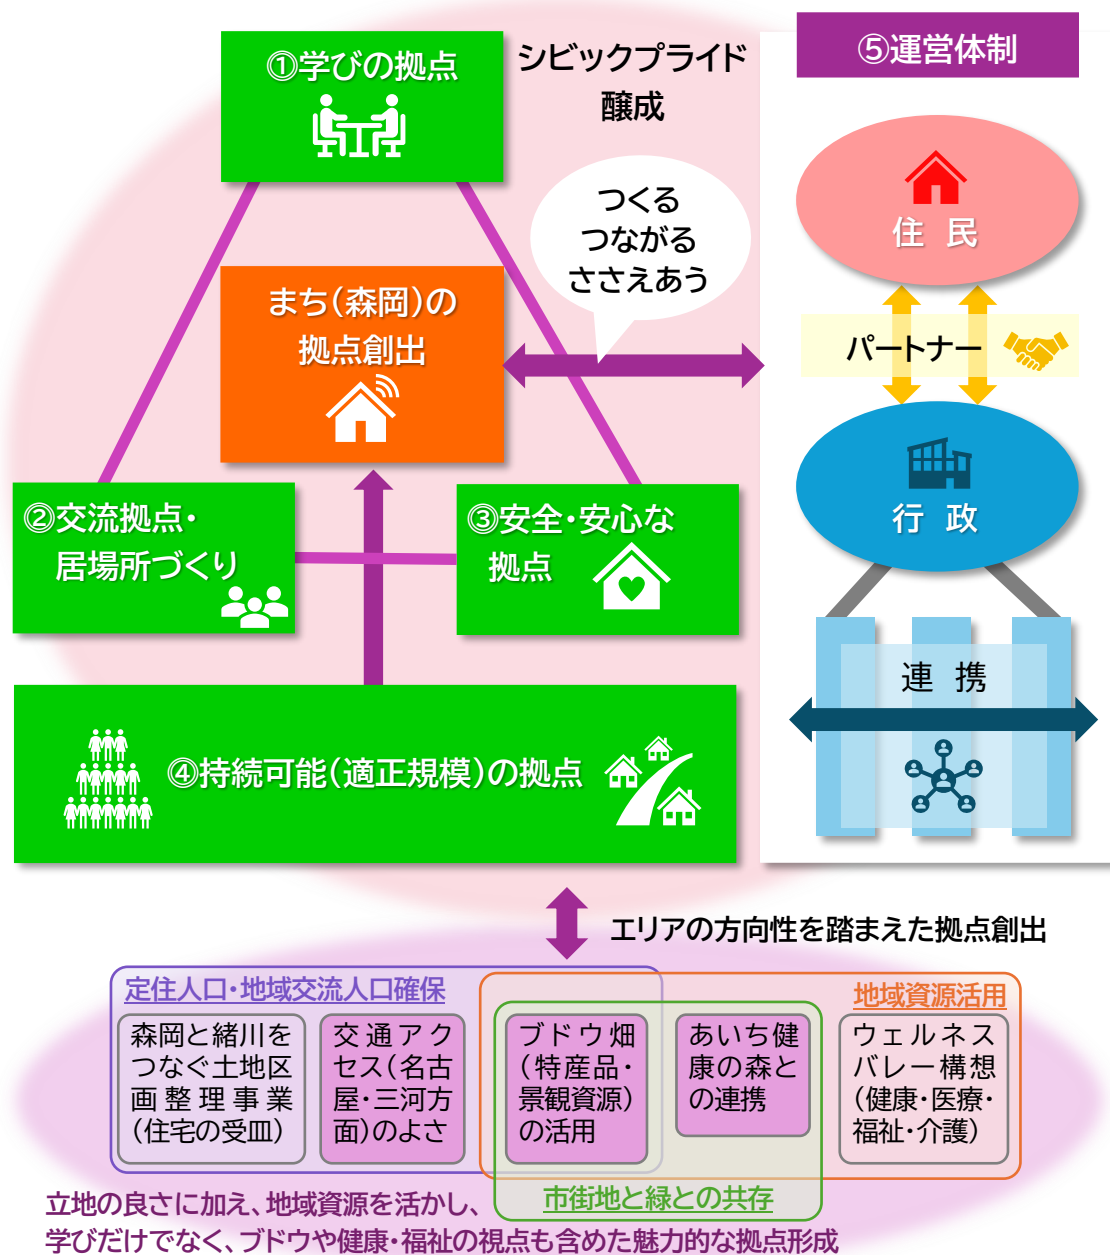 ①学びの拠点
シビックプライド
醸成
つくる
つながる
ささえあう
まち（森岡）の
拠点創出
②交流拠点・
居場所づくり
③安全・安心な
拠点
④持続可能（適正規模）の拠点
⑤運営体制
住 民
パートナー
行 政
連 携
エリアの方向性を踏まえた拠点創出
定住人口・地域交流人口確保
森岡と緒川を
つなぐ土地区
画整理事業
（住宅の受皿）
交通アク
セス（名古
屋・三河方
面）のよさ
ブドウ畑
（特産品・
景観資源）
の活用
あいち健
康の森と
の連携
地域資源活用
ウェルネス
バレー構想
（健康・医療・
福祉・介護）
市街地と緑との共存
立地の良さに加え、地域資源を活かし、
学びだけでなく、ブドウや健康・福祉の視点も含めた魅力的な拠点形成